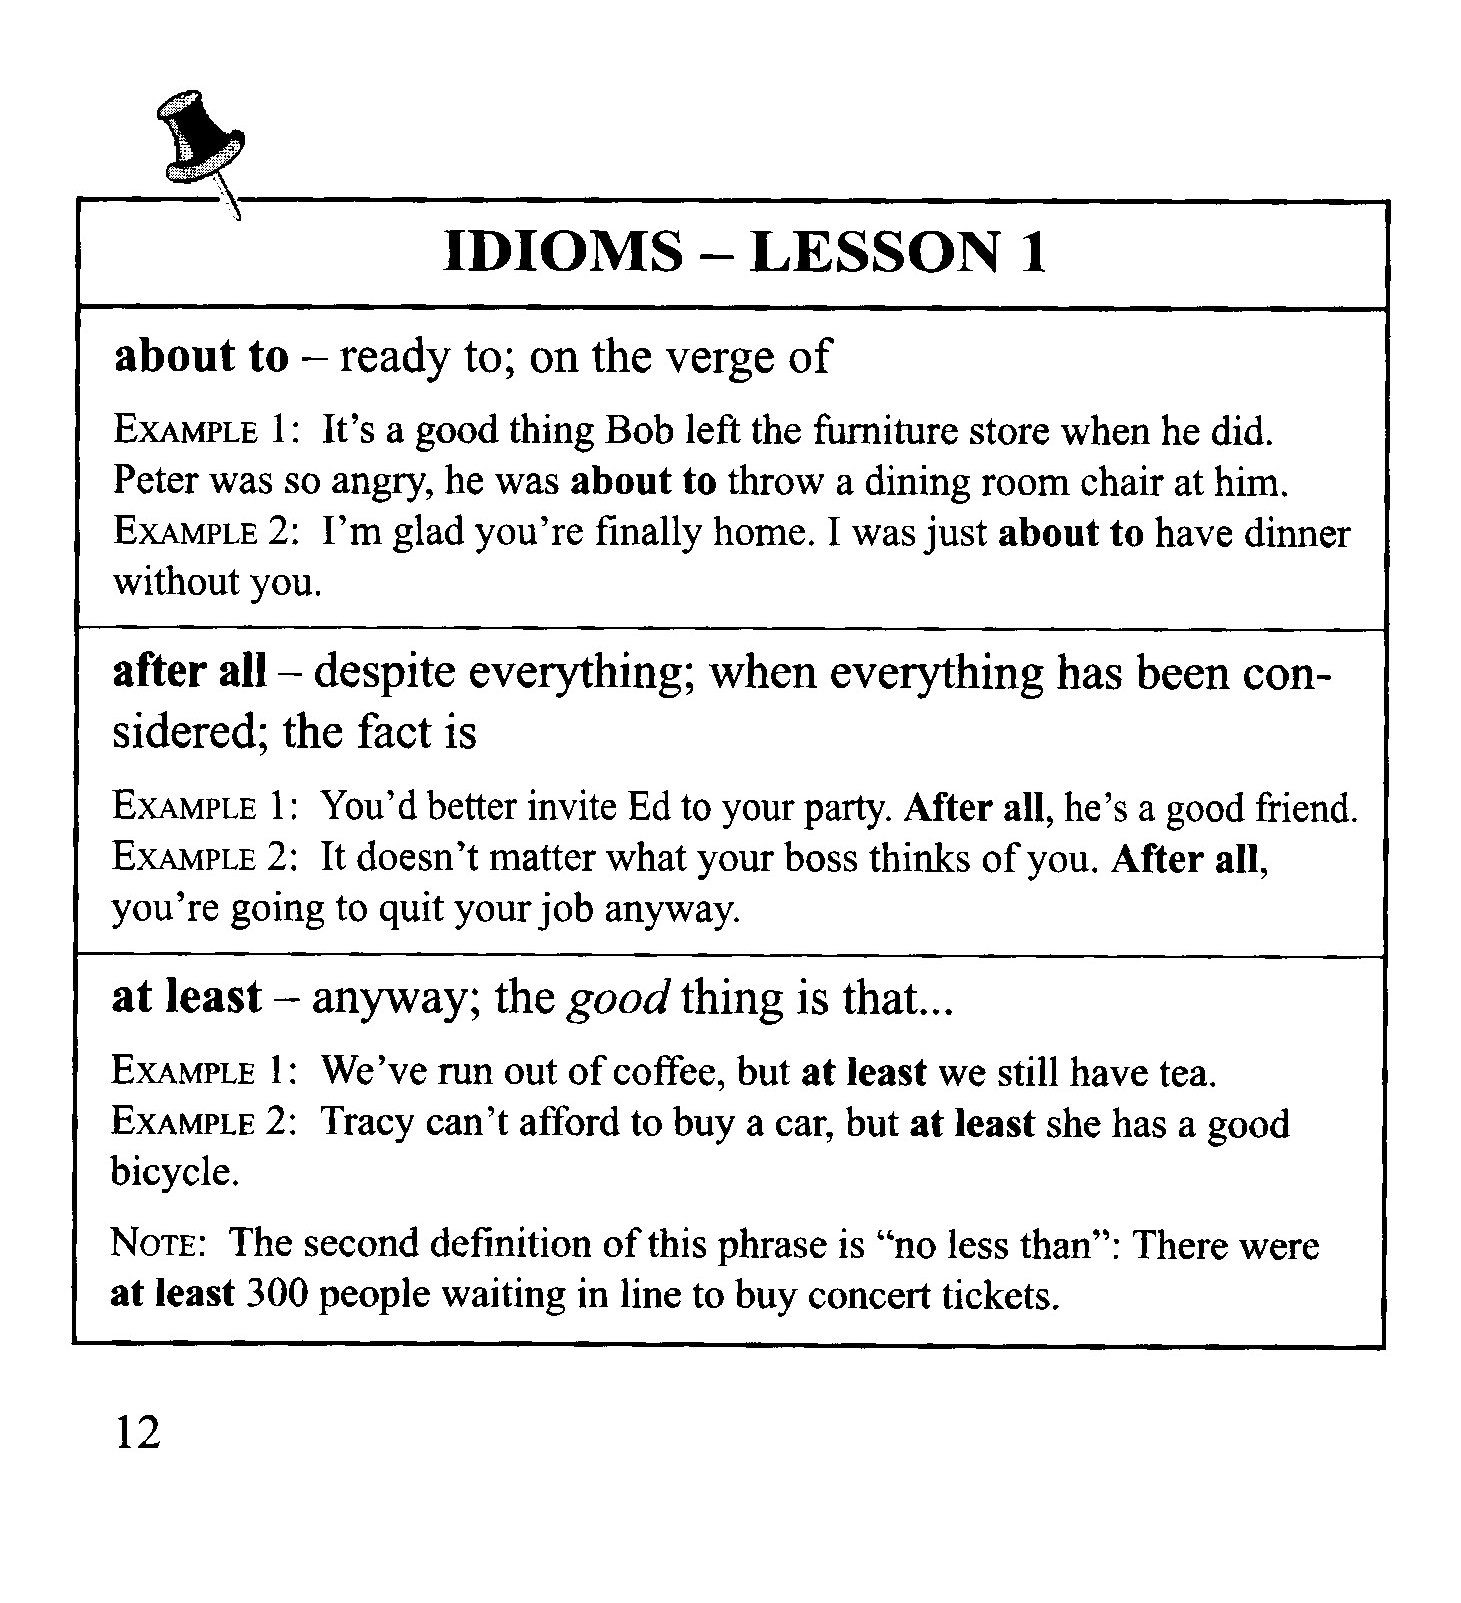 IDIOMS – LESSON 1
about to – ready to; on the verge of
EXAMPLE 1: It's a good thing Bob left the furniture store when he did.
Peter was so angry, he was about to throw a dining room chair at him.
EXAMPLE 2: I'm glad you're finally home. I was just about to have dinner
without you.
after all – despite everything; when everything has been con-
sidered; the fact is
EXAMPLE 1: You'd better invite Ed to your party. After all, he's a good friend.
EXAMPLE 2: It doesn't matter what your boss thinks of you. After all,
you're going to quit your job anyway.
at least – anyway; the good thing is that...
EXAMPLE 1: We've run out of coffee, but at least we still have tea.
EXAMPLE 2: Tracy can't afford to buy a car, but at least she has a good
bicycle.
NOTE: The second definition of this phrase is “no less than”: There were
at least 300 people waiting in line to buy concert tickets.
12